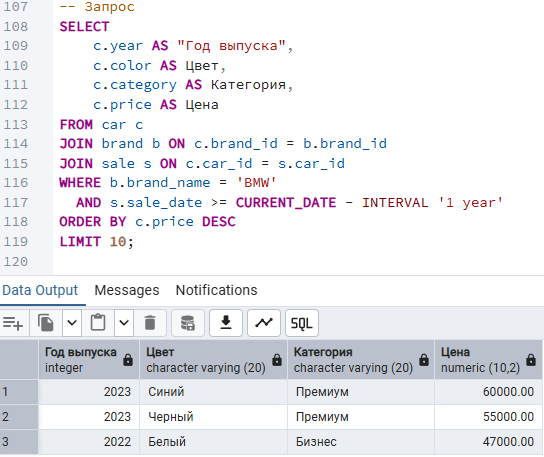 107 -- Запрос
108 SELECT
109 c.year AS "Год выпуска",
110 c.color AS Цвет,
111 c.category AS Категория,
112 c.price AS Цена
113 FROM car c
114 JOIN brand b ON c.brand_id = b.brand_id
115 JOIN sale s ON c.car_id = s.car_id
116 WHERE b.brand_name = 'BMW'
117 AND s.sale_date >= CURRENT_DATE - INTERVAL '1 year'
118 ORDER BY c.price DESC
119 LIMIT 10;
120
Data Output Messages Notifications
SQL
Год выпуска Цвет Категория Цена
integer character varying (20) character varying (20) numeric (10,2)
1 2023 Синий Премиум 60000.00
2 2023 Черный Премиум 55000.00
3 2022 Белый Бизнес 47000.00